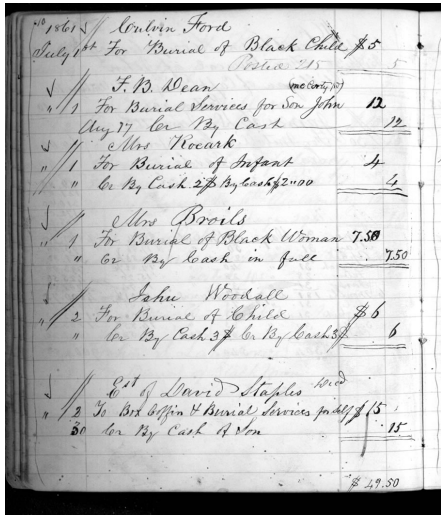 1861 // Culvin Ford
July 1st For Burial of Black Child $5
Posted 215 5
// F. B. Dean
" 1 For Burial Services for Son John 12
Aug 17 Cr By Cash 12
// Mrs Rocark
" 1 For Burial of Infant 4
" Cr By Cash 2$ By Cash $2"00 4
// Mrs Broils
" 1 For Burial of Black Woman 7.50
" Cr By Cash in full 7.50
// John Woodall
" 2 For Burial of Child $6
" Cr By Cash 3$ Cr By Cash 3$ 6
// Est of David Staples Decd
" 2 To Box Coffin & Burial Services for self $15
30 Cr By Cash A Son 15
$ 49.50